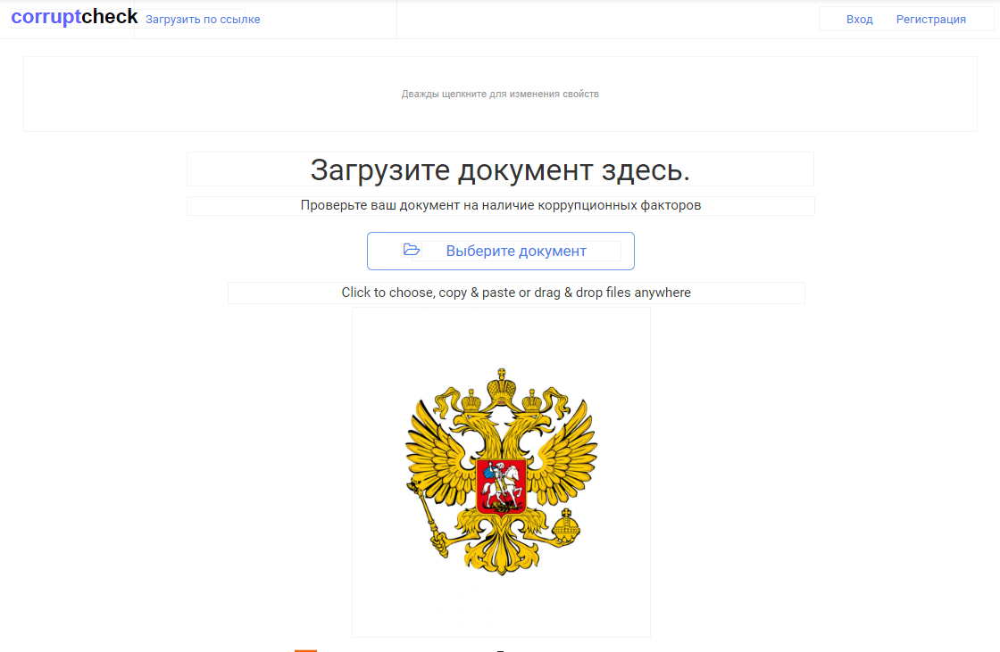 corruptcheck Загрузить по ссылке Вход Регистрация
Дважды щелкните для изменения свойств
Загрузите документ здесь.
Проверьте ваш документ на наличие коррупционных факторов
Выберите документ
Click to choose, copy & paste or drag & drop files anywhere